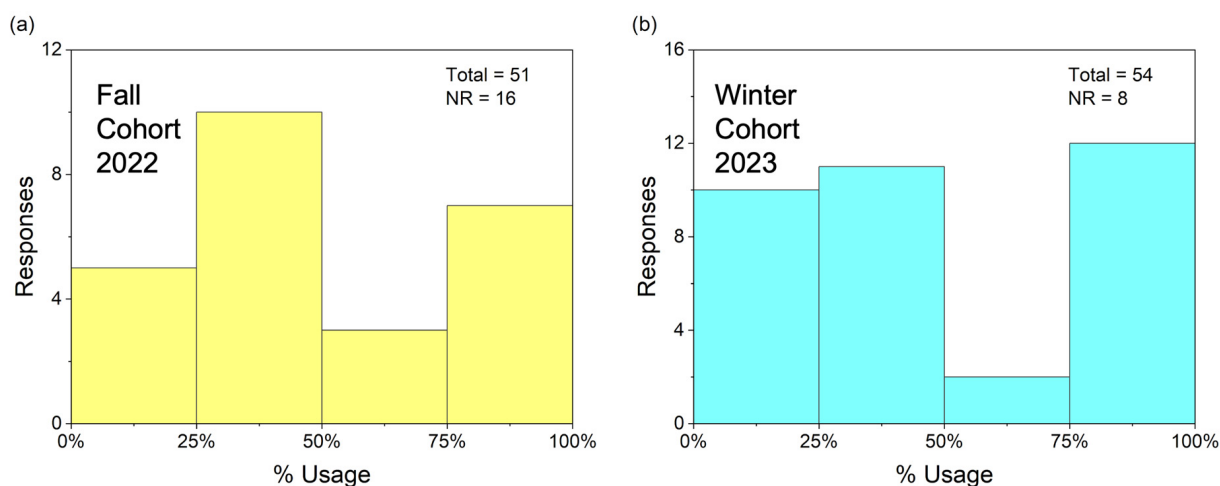 (a)
12
8
4
0
Responses
Fall
Cohort
2022
Total = 51
NR = 16
0%
25%
50%
75%
100%
% Usage
(b)
16
12
8
4
0
Responses
Winter
Cohort
2023
Total = 54
NR = 8
0%
25%
50%
75%
100%
% Usage